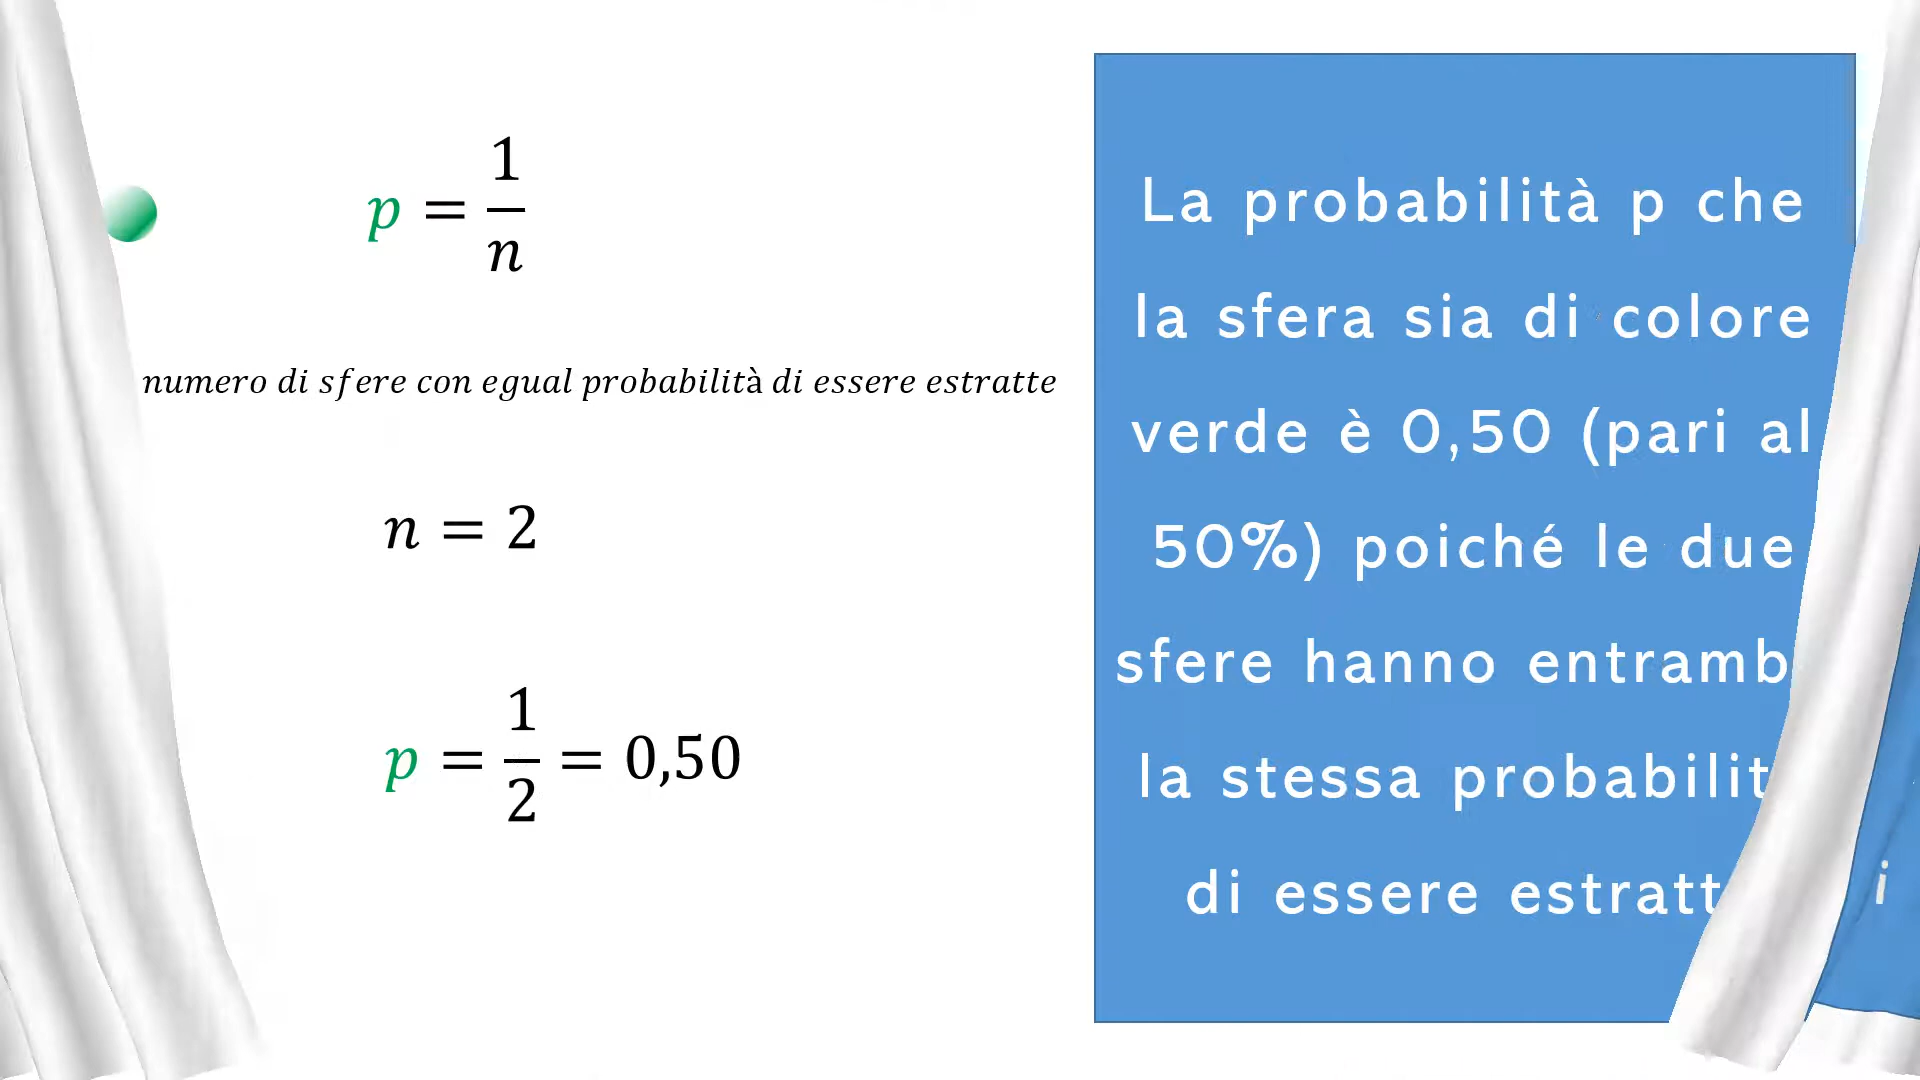 p = 1/n
numero di sfere con egual probabilità di essere estratte
n = 2
p = 1/2 = 0,50
La probabilità p che
la sfera sia di colore
verde è 0,50 (pari al
50%) poiché le due
sfere hanno entramb
la stessa probabilit
di essere estratt
i